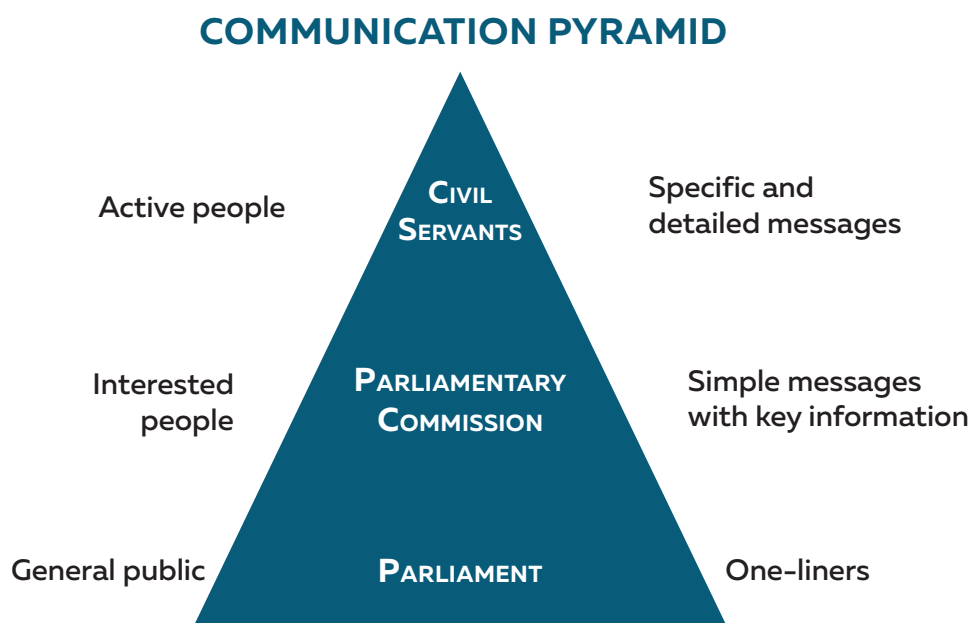 COMMUNICATION PYRAMID
Active people
CIVIL
SERVANTS
Specific and
detailed messages
Interested
people
PARLIAMENTARY
COMMISSION
Simple messages
with key information
General public
PARLIAMENT
One-liners